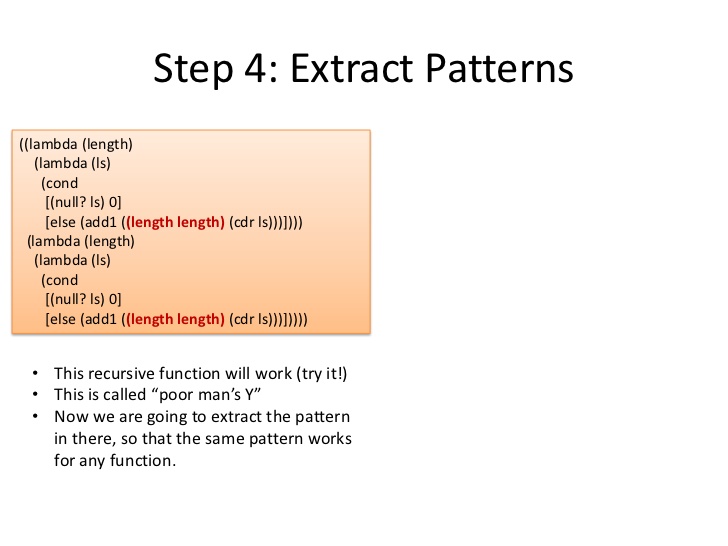 Step 4: Extract Patterns
((lambda (length)
(lambda (ls)
(cond
[(null? ls) 0]
[else (add1 ((length length) (cdr ls)))])))
(lambda (length)
(lambda (ls)
(cond
[(null? ls) 0]
[else (add1 ((length length) (cdr ls)))]))))
• This recursive function will work (try it!)
• This is called “poor man’s Y”
• Now we are going to extract the pattern
in there, so that the same pattern works
for any function.